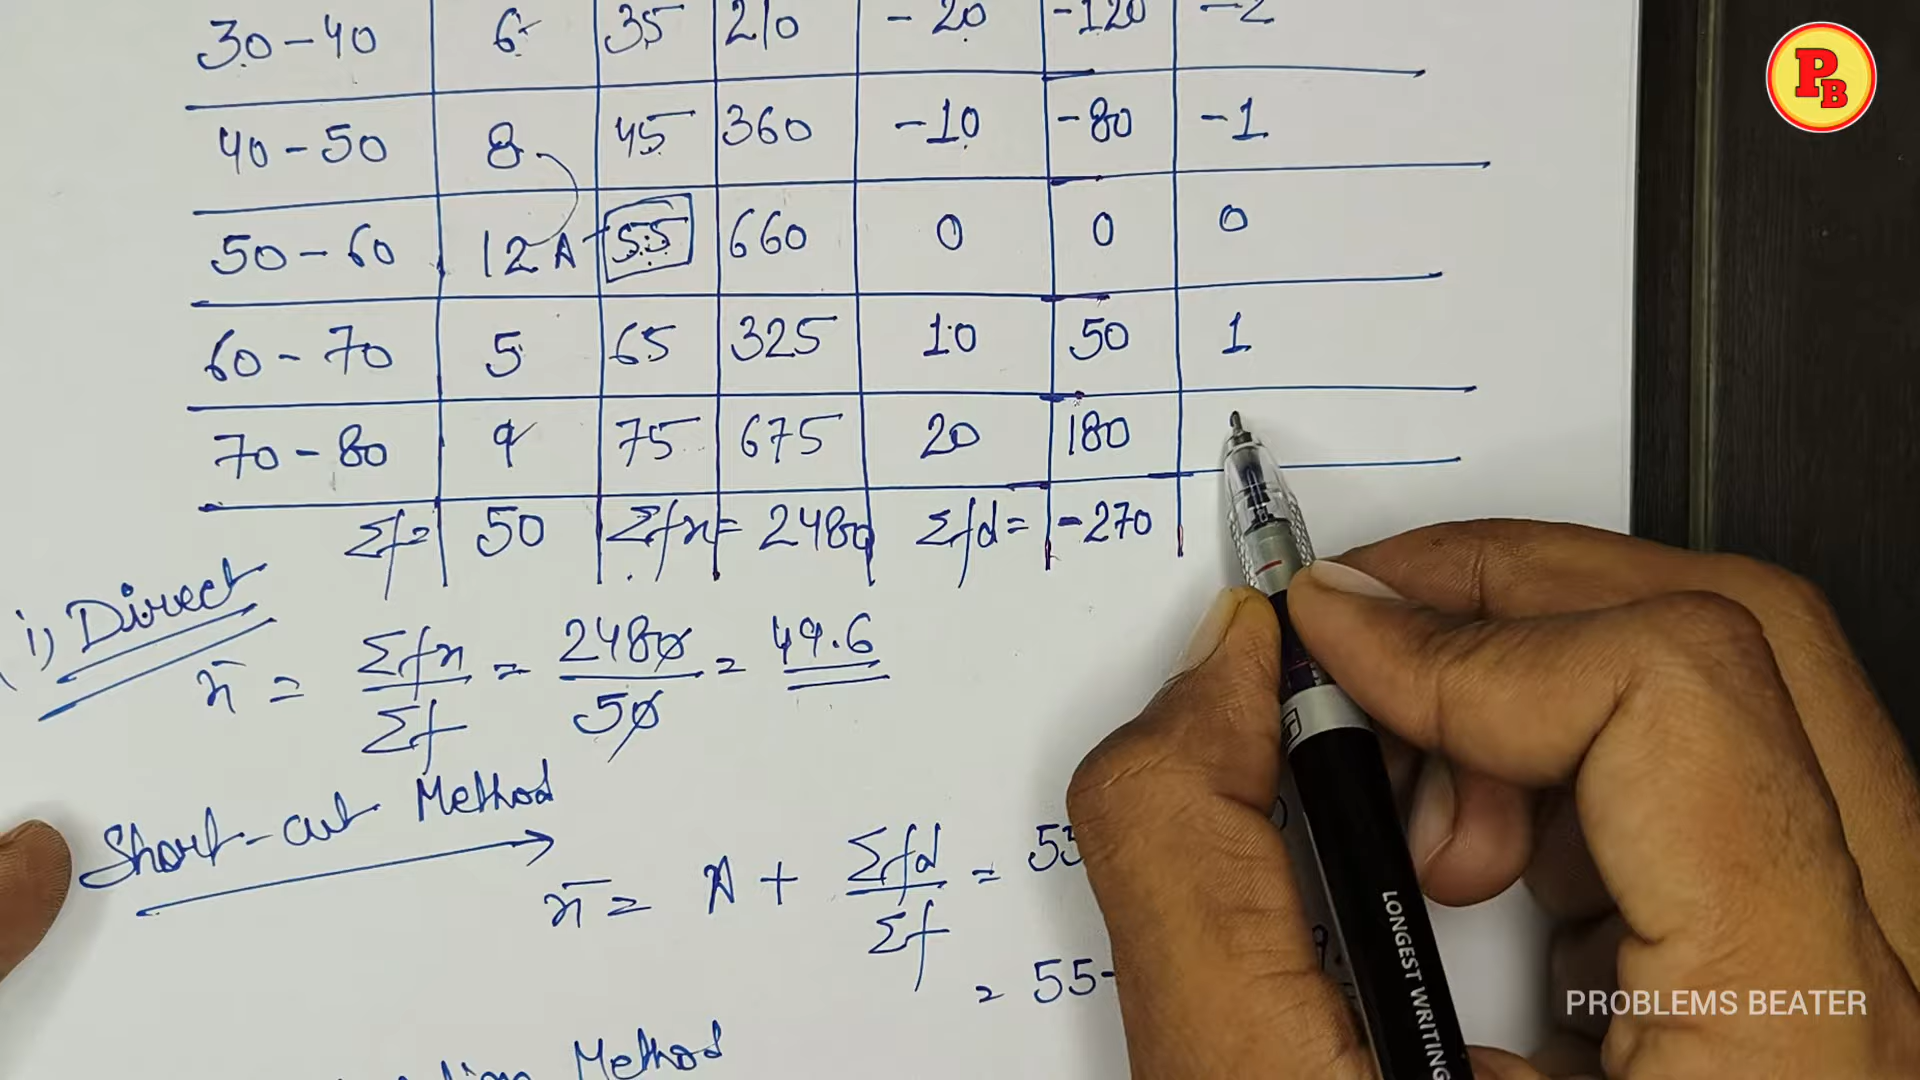 30-40 6 35 210 -20 -120 -2
PB
40-50 8 45 360 -10 -80 -1
50-60 12 A 55 660 0 0 0
60-70 5 65 325 10 50 1
70-80 9 75 675 20 180
Σf= 50 Σfx= 2480 Σfd= -270
i) Direct
x̄ = Σfx/Σf = 2480/50 = 49.6
Short-cut Method
x̄ = A + Σfd/Σf = 55
= 55-
Method
LONGEST WRITING
PROBLEMS BEATER